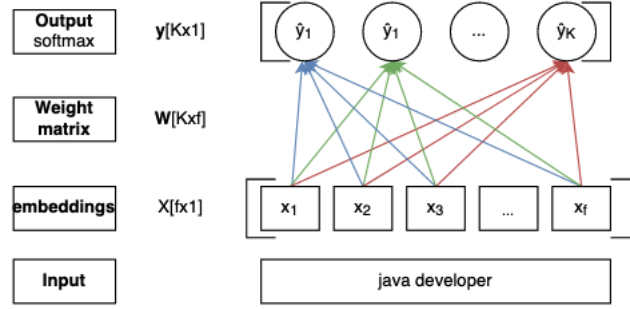 Output
softmax
y[Kx1]
ŷ1
ŷ1
...
ŷK
Weight
matrix
W[Kxf]
embeddings
X[fx1]
x1
x2
x3
...
xf
Input
java developer